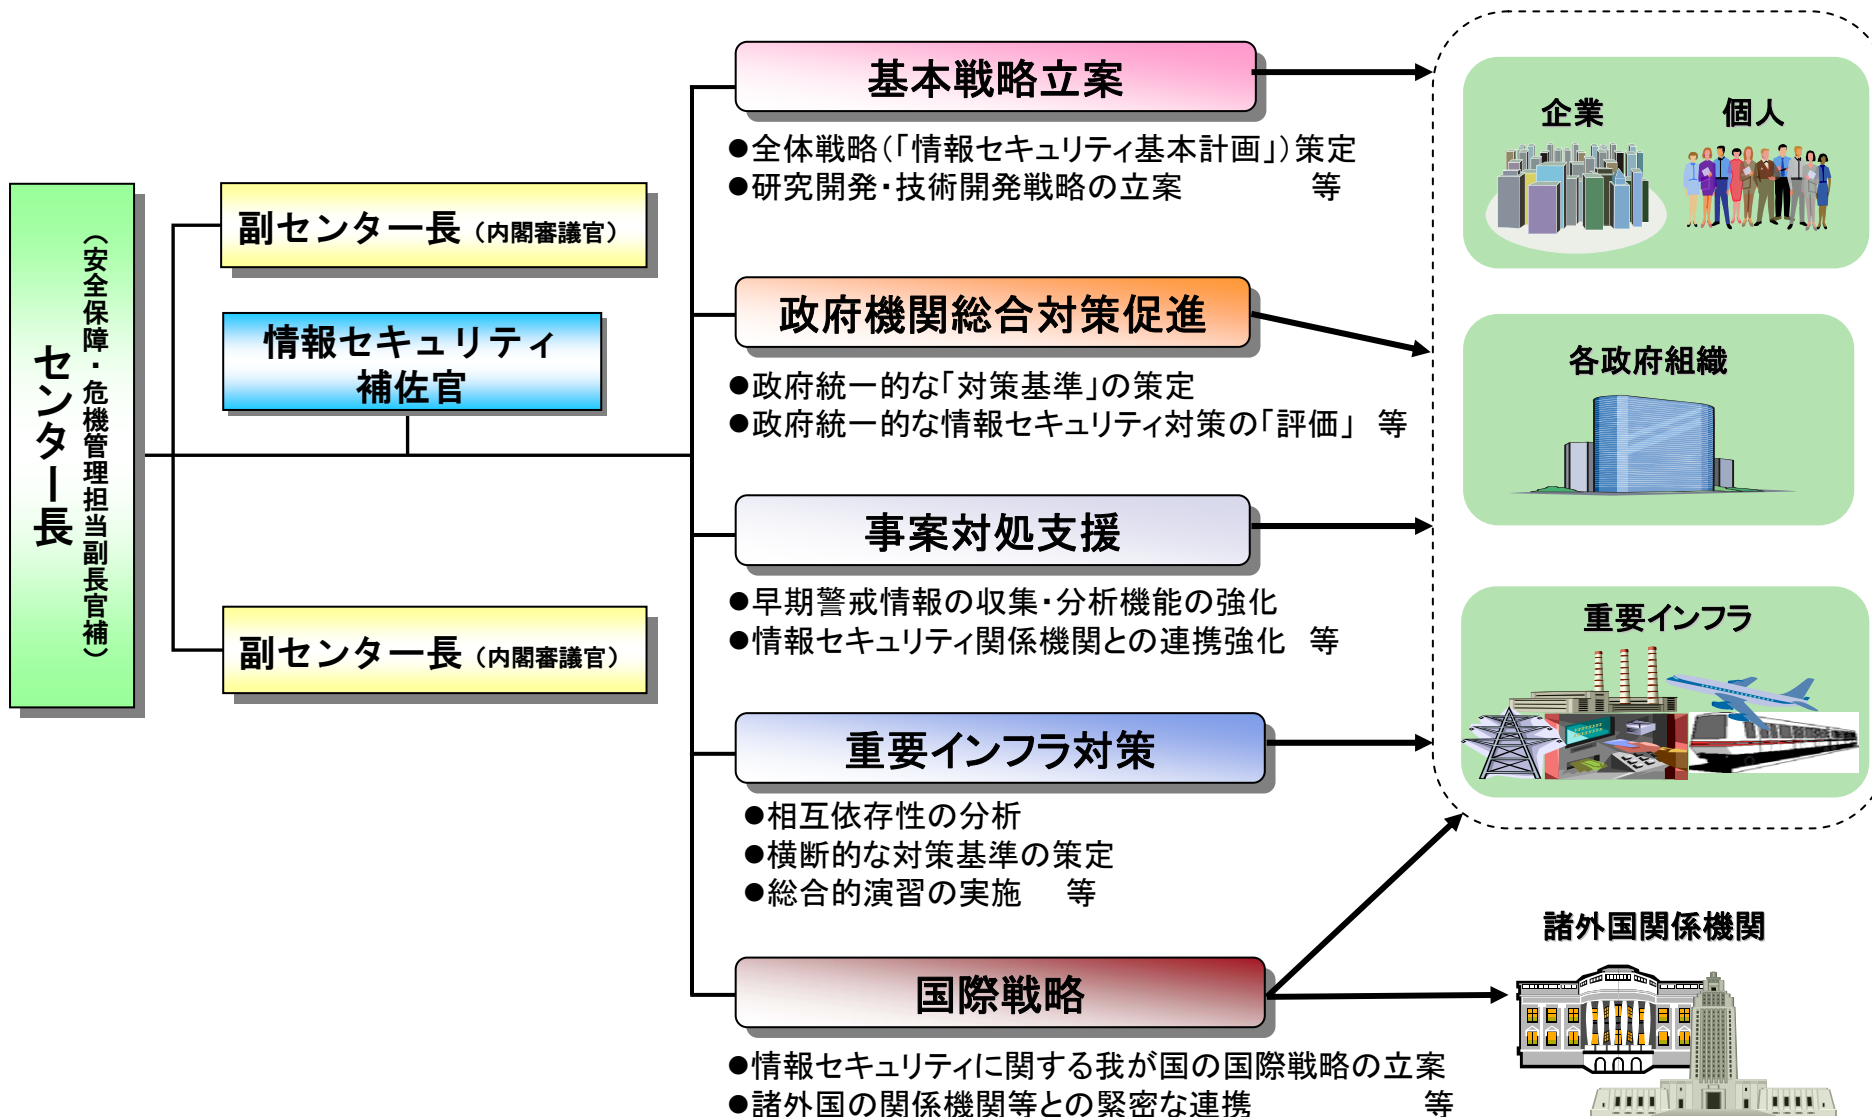 センター長
（安全保障・危機管理担当副長官補）
副センター長（内閣審議官）
情報セキュリティ
補佐官
副センター長（内閣審議官）
基本戦略立案
●全体戦略（「情報セキュリティ基本計画」）策定
●研究開発・技術開発戦略の立案　等
政府機関総合対策促進
●政府統一的な「対策基準」の策定
●政府統一的な情報セキュリティ対策の「評価」　等
事案対処支援
●早期警戒情報の収集・分析機能の強化
●情報セキュリティ関係機関との連携強化　等
重要インフラ対策
●相互依存性の分析
●横断的な対策基準の策定
●総合的演習の実施　等
国際戦略
●情報セキュリティに関する我が国の国際戦略の立案
●諸外国の関係機関等との緊密な連携　等
企業　個人
各政府組織
重要インフラ
諸外国関係機関